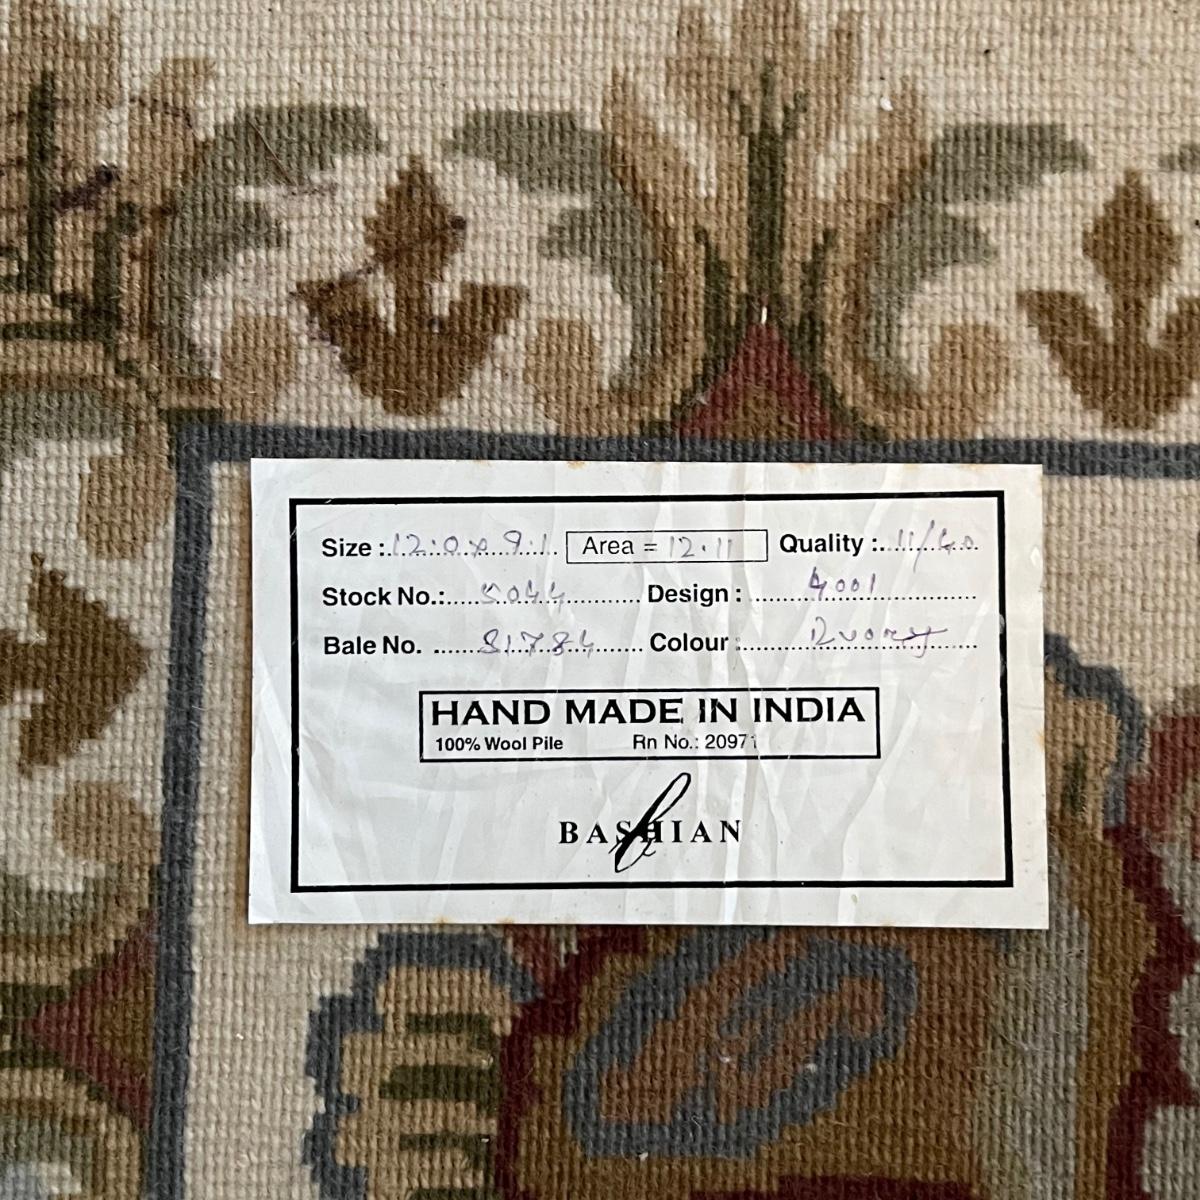 Size : 12.0 x 9.1 Area = 12.11 Quality : 11/40
Stock No.: 5044 Design : 4001
Bale No. 81784 Colour : Ivory
HAND MADE IN INDIA
100% Wool Pile Rn No.: 20971
BASHIAN